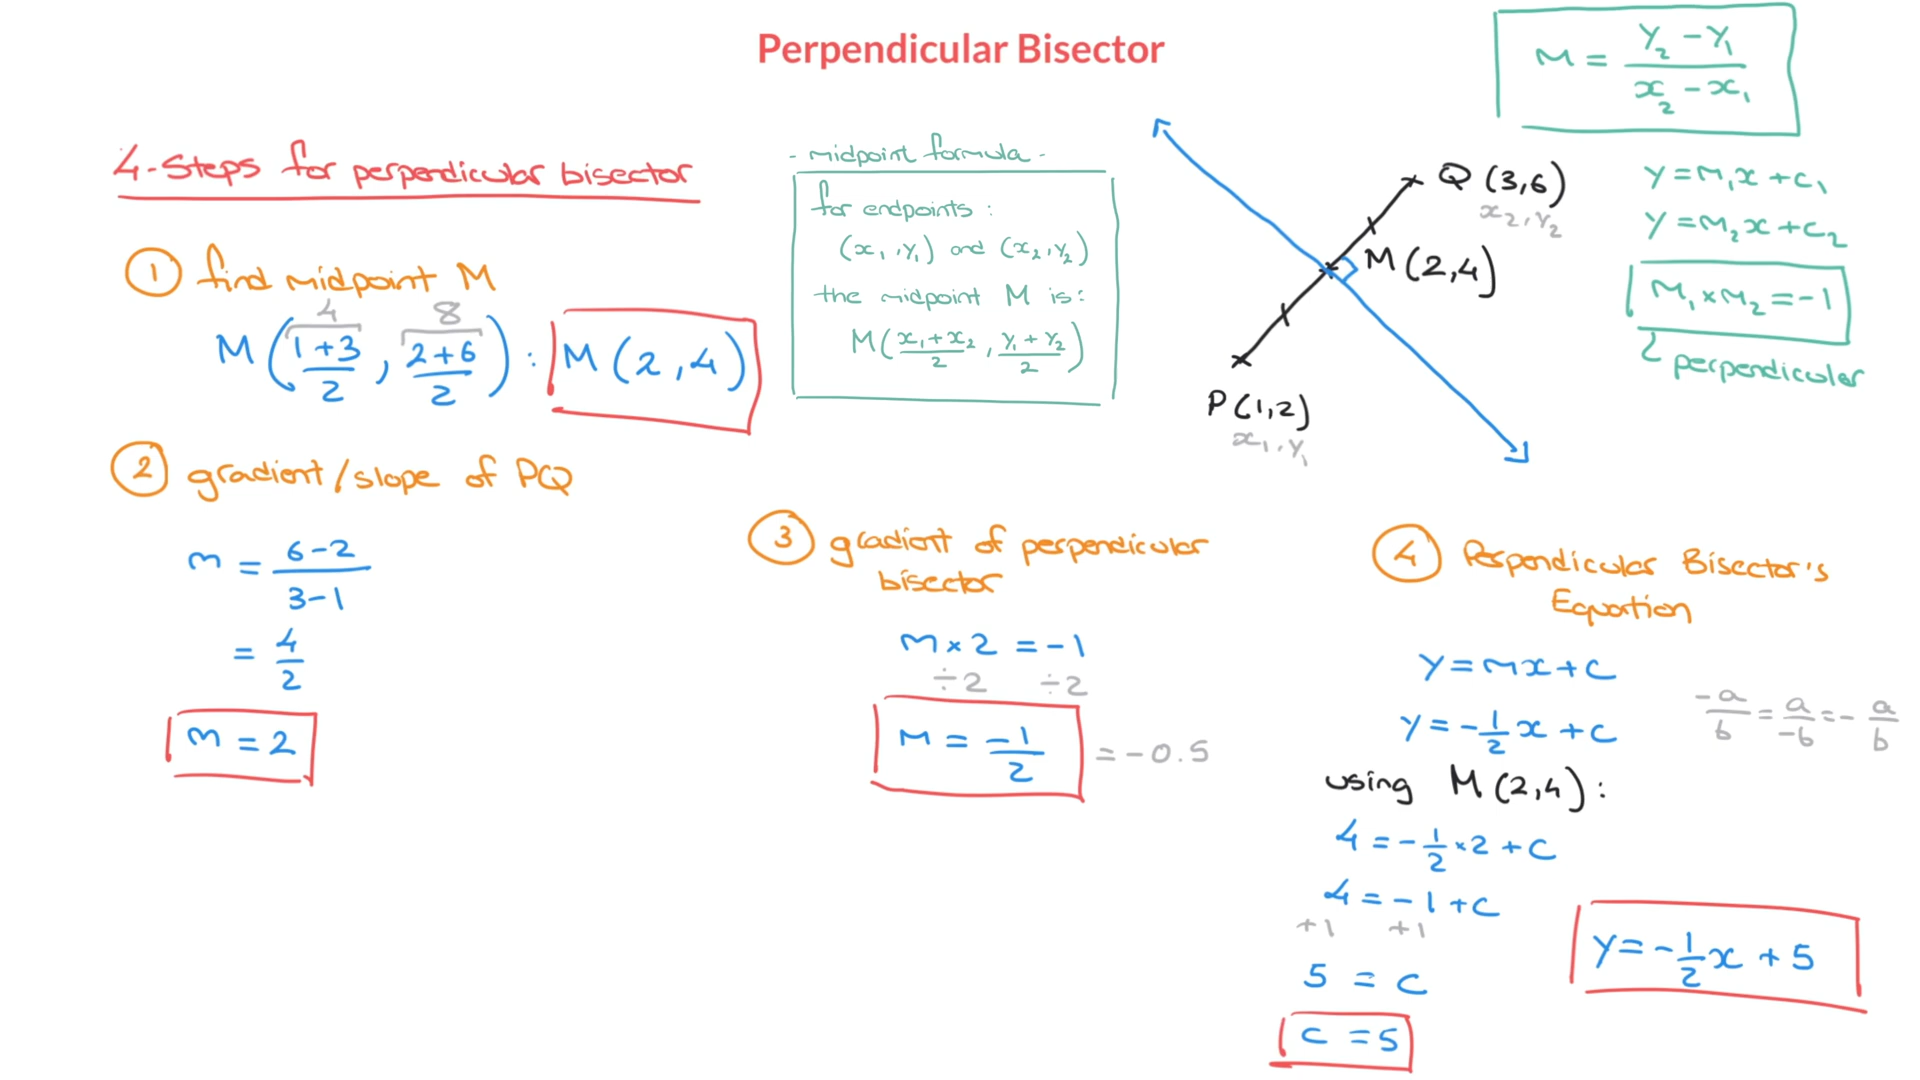 Perpendicular Bisector
m = (y₂ - y₁)/(x₂ - x₁)
4-Steps for perpendicular bisector
- midpoint formula -
for endpoints :
(x₁ , y₁) and (x₂ , y₂)
the midpoint M is :
M((x₁ + x₂)/2 , (y₁ + y₂)/2)
Q (3,6)
x₂ , y₂
M (2,4)
P (1,2)
x₁ , y₁
y = m₁x + c₁
y = m₂x + c₂
m₁ × m₂ = -1
perpendicular
① find midpoint M
4 8
M((1+3)/2 , (2+6)/2) : M(2,4)
② gradient/slope of PQ
m = (6-2)/(3-1)
= 4/2
m = 2
③ gradient of perpendicular
bisector
m × 2 = -1
÷2 ÷2
m = -1/2 = -0.5
④ Perpendicular Bisector's
Equation
y = mx + c
y = -1/2 x + c
-a/b = a/-b = - a/b
using M(2,4) :
4 = -1/2 × 2 + c
4 = -1 + c
+1 +1
5 = c
c = 5
y = -1/2 x + 5